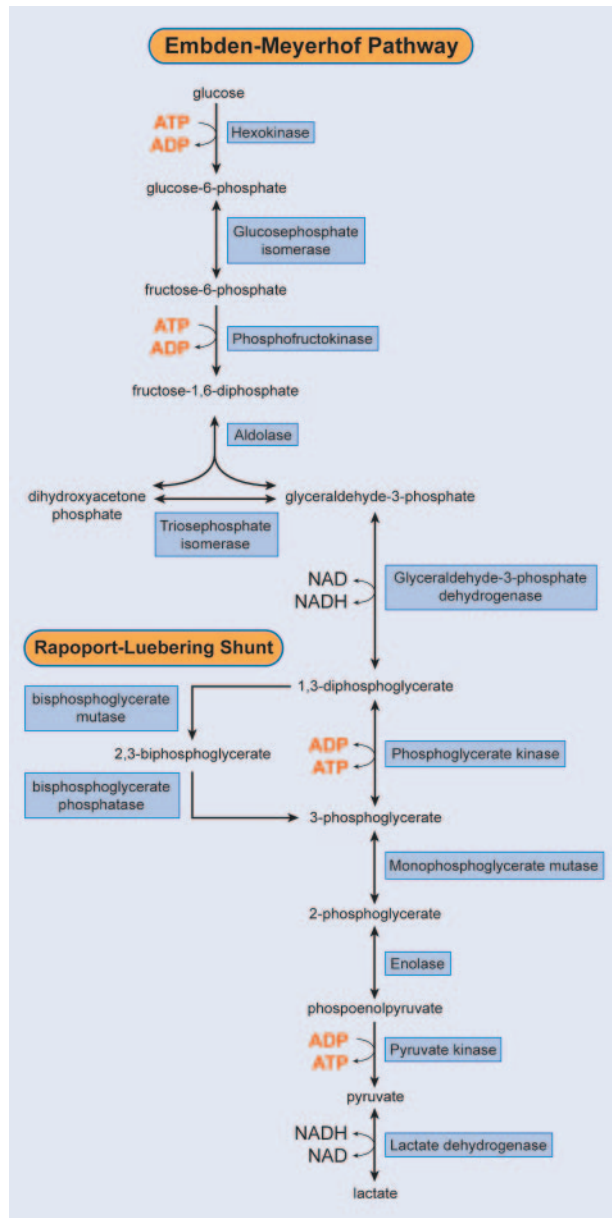 Embden-Meyerhof Pathway
glucose
ATP
ADP
Hexokinase
glucose-6-phosphate
Glucosephosphate
isomerase
fructose-6-phosphate
ATP
ADP
Phosphofructokinase
fructose-1,6-diphosphate
Aldolase
dihydroxyacetone
phosphate
glyceraldehyde-3-phosphate
Triosephosphate
isomerase
NAD
NADH
Glyceraldehyde-3-phosphate
dehydrogenase
Rapoport-Luebering Shunt
1,3-diphosphoglycerate
bisphosphoglycerate
mutase
2,3-biphosphoglycerate
ADP
ATP
Phosphoglycerate kinase
bisphosphoglycerate
phosphatase
3-phosphoglycerate
Monophosphoglycerate mutase
2-phosphoglycerate
Enolase
phospoenolpyruvate
ADP
ATP
Pyruvate kinase
pyruvate
NADH
NAD
Lactate dehydrogenase
lactate